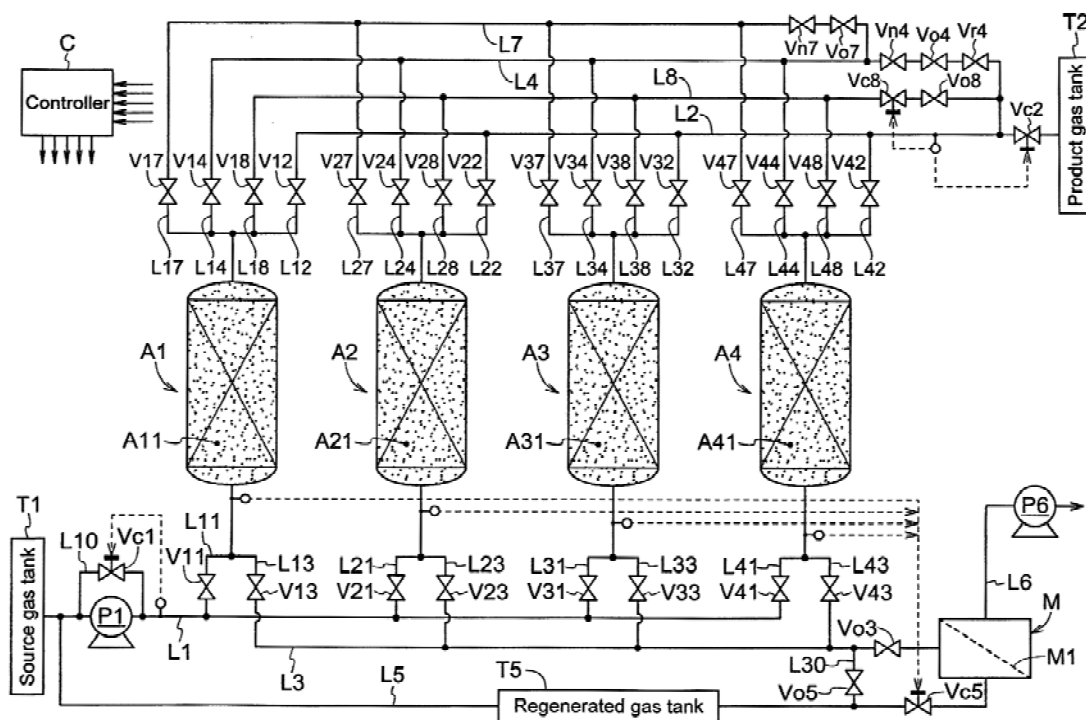 C
Controller
L7
Vn7 Vo7
Vn4 Vo4 Vr4
T2
L4
L8
Vc8 Vo8
L2
Vc2
Product gas tank
V17 V14 V18 V12 V27 V24 V28 V22 V37 V34 V38 V32 V47 V44 V48 V42
L17 L14 L18 L12 L27 L24 L28 L22 L37 L34 L38 L32 L47 L44 L48 L42
A1 A2 A3 A4
A11 A21 A31 A41
T1
Source gas tank
L10 Vc1
P1
L1
L11 L13 L21 L23 L31 L33 L41 L43
V11 V13 V21 V23 V31 V33 V41 V43
P6
L6
M
M1
Vo3
L3
L30
L5
T5
Regenerated gas tank
Vo5
Vc5